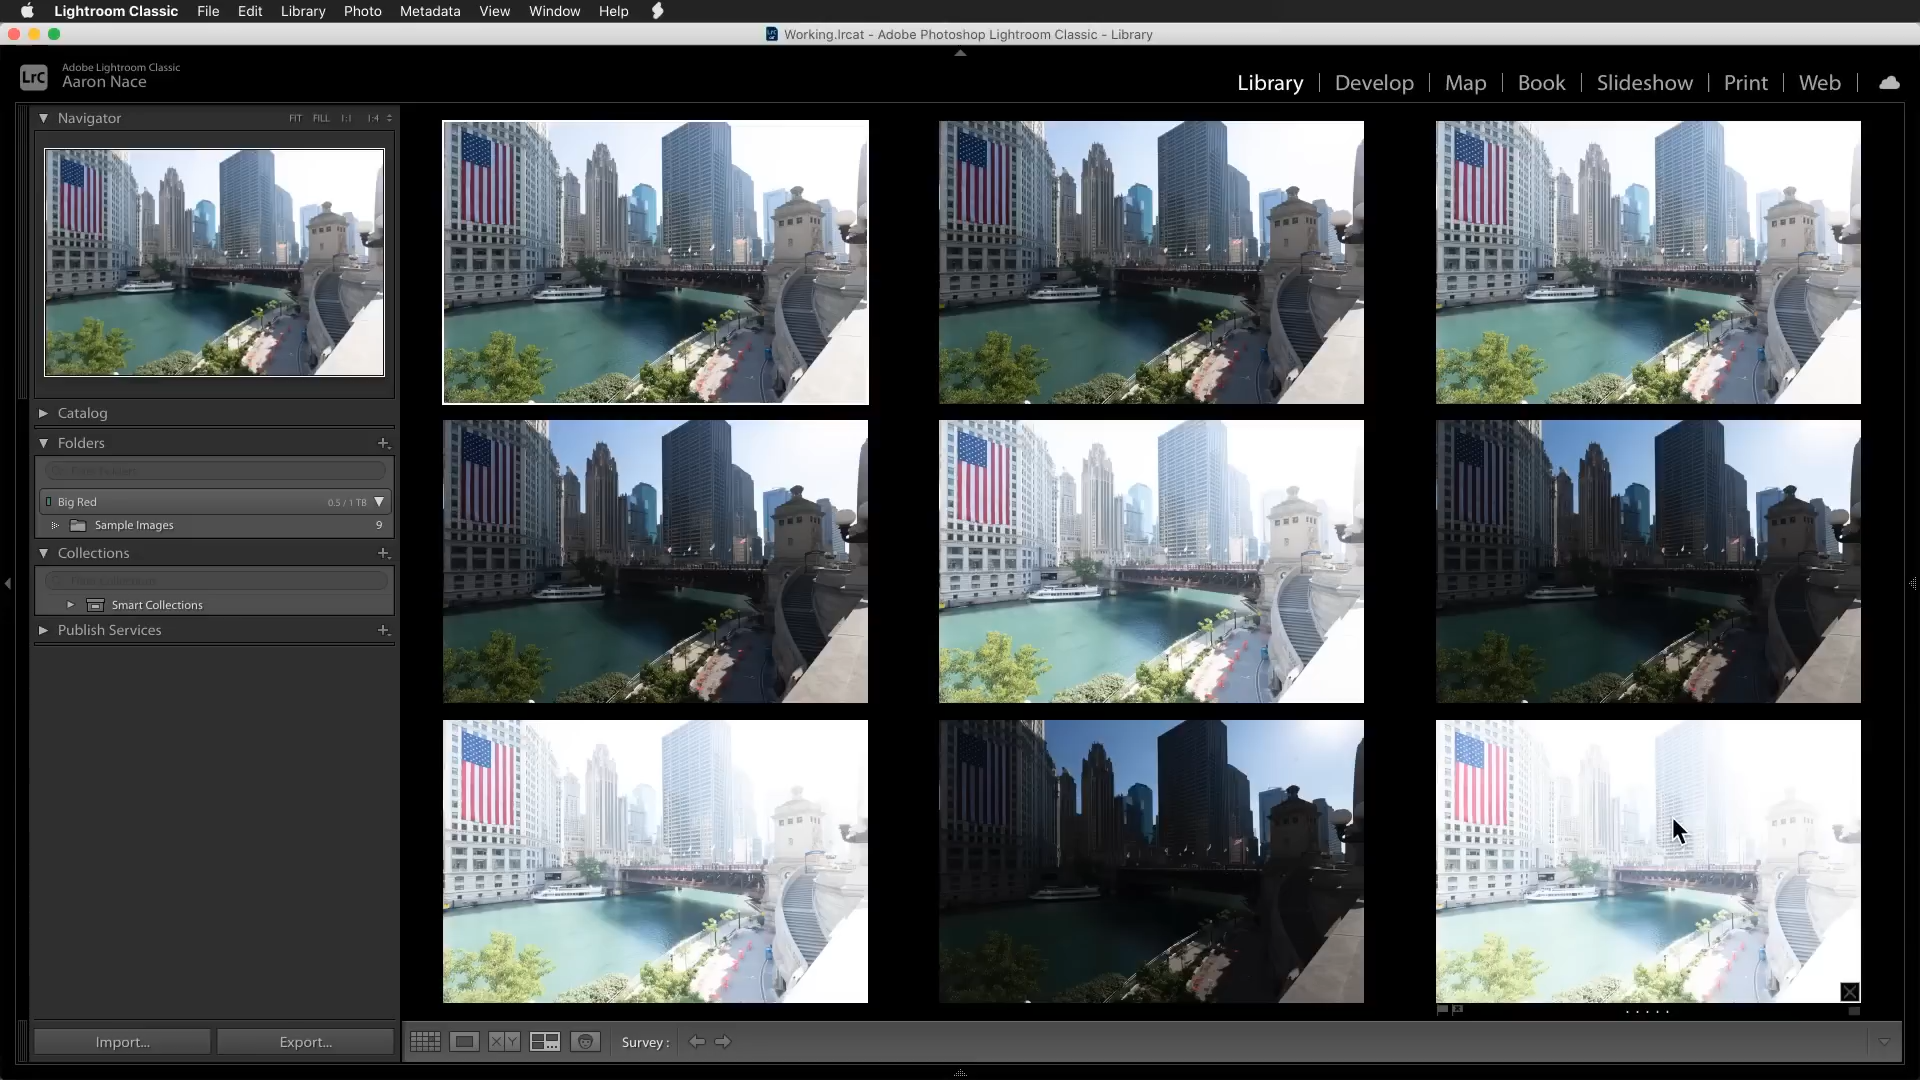 Lightroom Classic File Edit Library Photo Metadata View Window Help
Working.lrcat - Adobe Photoshop Lightroom Classic - Library
LrC
Adobe Lightroom Classic
Aaron Nace
Library | Develop | Map | Book | Slideshow | Print | Web |
Navigator FIT FILL 1:1 1:4
Catalog
Folders
Big Red 0.5 / 1 TB
Sample Images 9
Collections
Smart Collections
Publish Services
Import... Export...
XY
Survey :